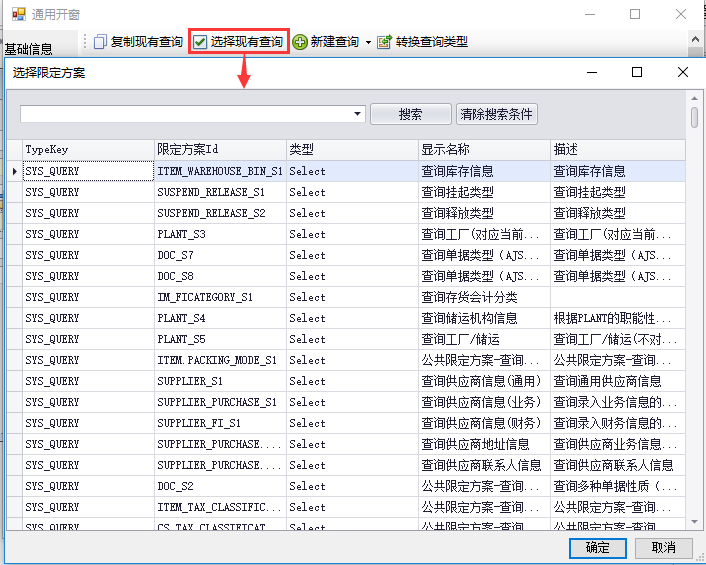 通用开窗
基础信息 复制现有查询 选择现有查询 新建查询 转换查询类型
选择限定方案
搜索 清除搜索条件
TypeKey 限定方案Id 类型 显示名称 描述
SYS_QUERY ITEM_WAREHOUSE_BIN_S1 Select 查询库存信息 查询库存信息
SYS_QUERY SUSPEND_RELEASE_S1 Select 查询挂起类型 查询挂起类型
SYS_QUERY SUSPEND_RELEASE_S2 Select 查询释放类型 查询释放类型
SYS_QUERY PLANT_S3 Select 查询工厂(对应当前... 查询工厂(对应当前...
SYS_QUERY DOC_S7 Select 查询单据类型（AJS... 查询单据类型（AJS...
SYS_QUERY DOC_S8 Select 查询单据类型（AJS... 查询单据类型（AJS...
SYS_QUERY IM_FICATEGORY_S1 Select 查询存货会计分类
SYS_QUERY PLANT_S4 Select 查询储运机构信息 根据PLANT的职能性...
SYS_QUERY PLANT_S5 Select 查询工厂/储运 查询工厂/储运(不对...
SYS_QUERY ITEM.PACKING_MODE_S1 Select 公共限定方案-查询... 公共限定方案-查询...
SYS_QUERY SUPPLIER_S1 Select 查询供应商信息(通用) 查询通用供应商信息
SYS_QUERY SUPPLIER_PURCHASE_S1 Select 查询供应商信息(业务) 查询录入业务信息的...
SYS_QUERY SUPPLIER_FI_S1 Select 查询供应商信息(财务) 查询录入财务信息的...
SYS_QUERY SUPPLIER_PURCHASE.... Select 查询供应商地址信息 查询供应商业务信息...
SYS_QUERY SUPPLIER_PURCHASE.... Select 查询供应商联系人信息 查询供应商联系人信息
SYS_QUERY DOC_S2 Select 公共限定方案-查询... 查询多种单据性质（...
SYS_QUERY ITEM_TAX_CLASSIFIC... Select 公共限定方案-查询... 公共限定方案-查询...
SYS_QUERY CS_TAX_CLASSIFICAT... Select 公共限定方案-查询... 公共限定方案-查询...
确定 取消